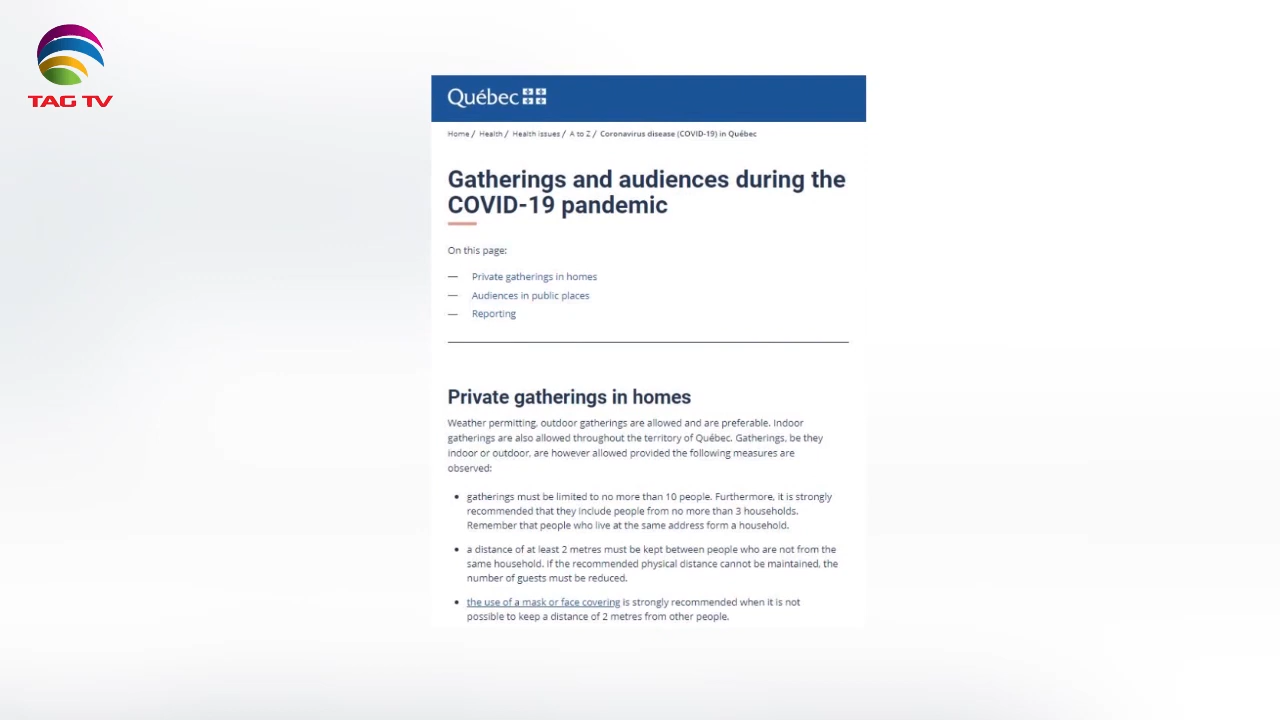 TAG TV
Québec
Home / Health / Health issues / A to Z / Coronavirus disease (COVID-19) in Québec
Gatherings and audiences during the
COVID-19 pandemic
On this page:
— Private gatherings in homes
— Audiences in public places
— Reporting
Private gatherings in homes
Weather permitting, outdoor gatherings are allowed and are preferable. Indoor
gatherings are also allowed throughout the territory of Québec. Gatherings, be they
indoor or outdoor, are however allowed provided the following measures are
observed:
• gatherings must be limited to no more than 10 people. Furthermore, it is strongly
recommended that they include people from no more than 3 households.
Remember that people who live at the same address form a household.
• a distance of at least 2 metres must be kept between people who are not from the
same household. If the recommended physical distance cannot be maintained, the
number of guests must be reduced.
• the use of a mask or face covering is strongly recommended when it is not
possible to keep a distance of 2 metres from other people.